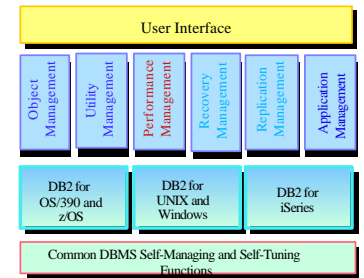 User Interface
Object
Management
Utility
Management
Performance
Management
Recovery
Management
Replication
Management
Application
Management
DB2 for
OS/390 and
z/OS
DB2 for
UNIX and
Windows
DB2 for
iSeries
Common DBMS Self-Managing and Self-Tuning
Functions